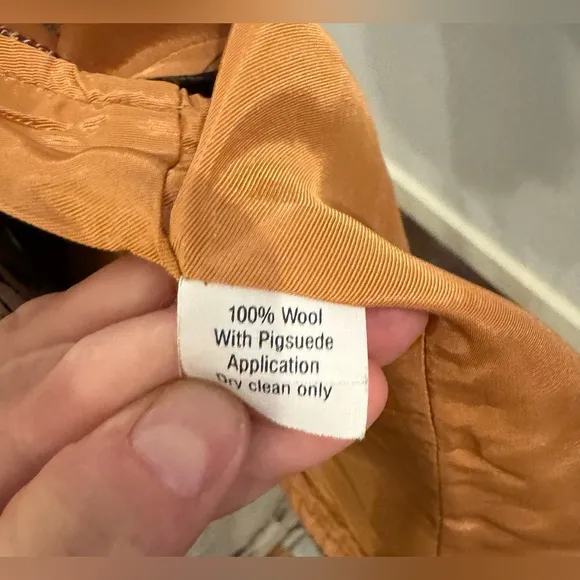 100% Wool
With Pigsuede
Application
Dry clean only